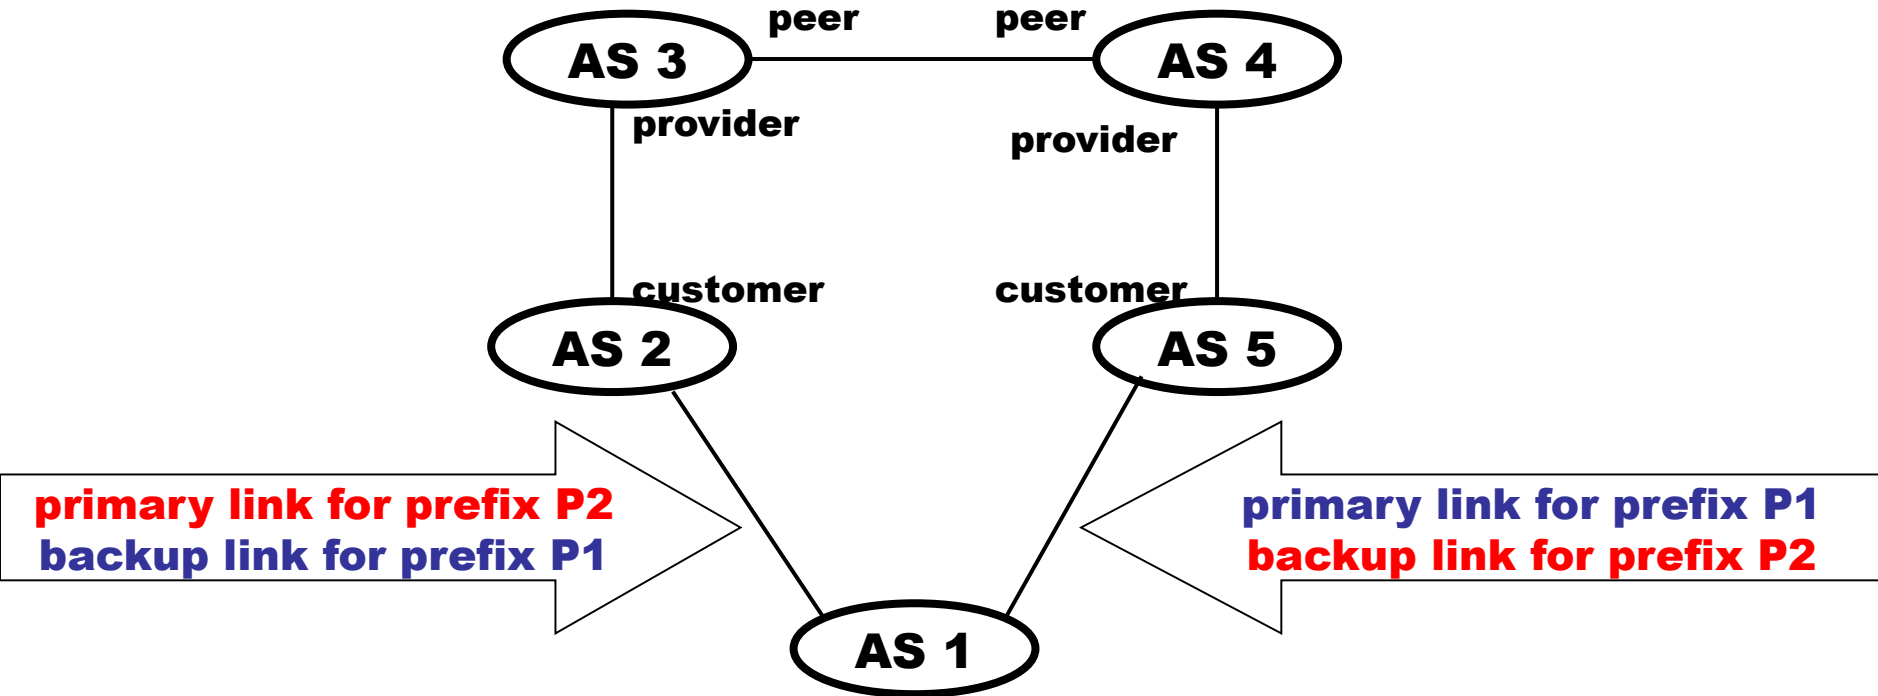 peer peer
AS 3 AS 4
provider
provider
customer customer
AS 2 AS 5
primary link for prefix P2
backup link for prefix P1
primary link for prefix P1
backup link for prefix P2
AS 1